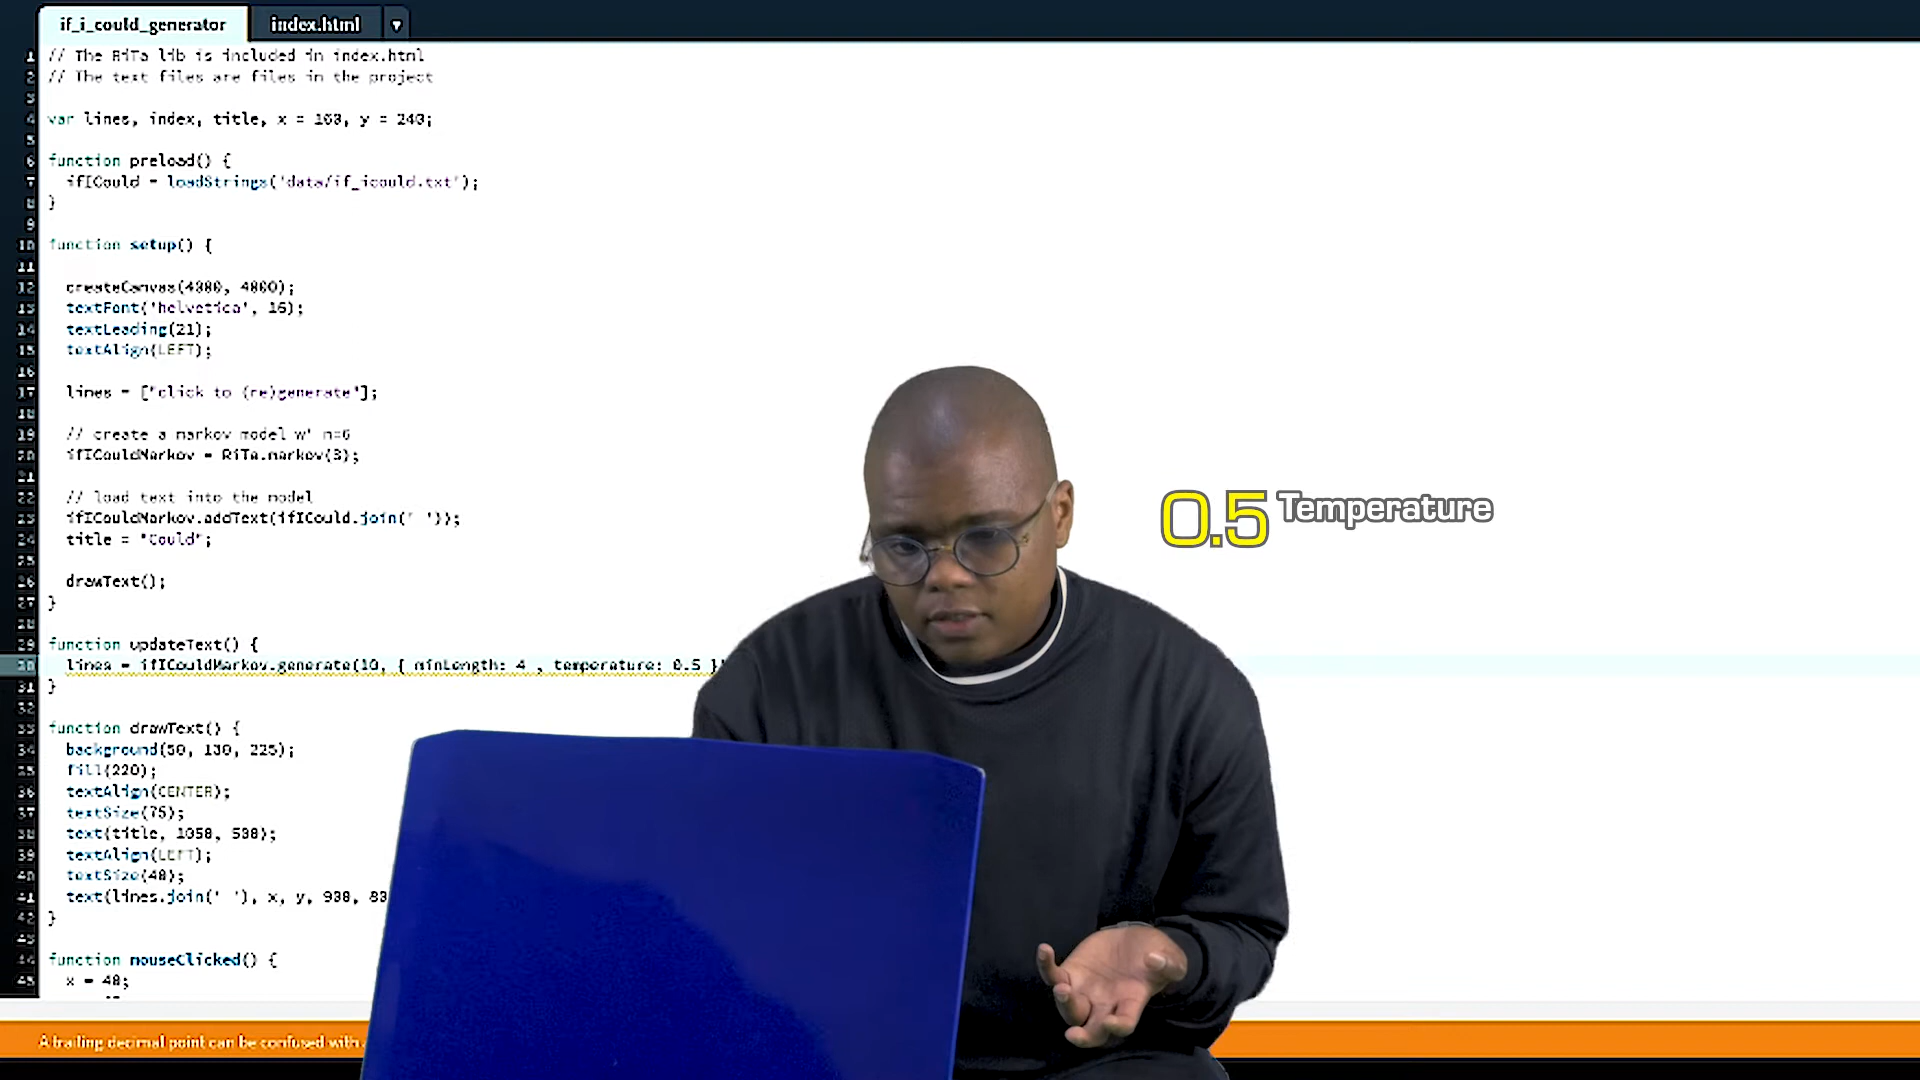 if_i_could_generator index.html
1 // The RiTa lib is included in index.html
2 // The text files are files in the project
3
4 var lines, index, title, x = 160, y = 240;
5
6 function preload() {
7 ifICould = loadStrings('data/if_icould.txt');
8 }
9
10 function setup() {
11
12 createCanvas(4000, 4000);
13 textFont('helvetica', 16);
14 textLeading(21);
15 textAlign(LEFT);
16
17 lines = ["click to (re)generate"];
18
19 // create a markov model w' n=6
20 ifICouldMarkov = RiTa.markov(3);
21
22 // load text into the model
23 ifICouldMarkov.addText(ifICould.join(' '));
24 title = "Could";
25
26 drawText();
27 }
28
29 function updateText() {
30 lines = ifICouldMarkov.generate(10, { minLength: 4 , temperature: 0.5 }
31 }
32
33 function drawText() {
34 background(50, 130, 225);
35 fill(220);
36 textAlign(CENTER);
37 textSize(75);
38 text(title, 1050, 530);
39 textAlign(LEFT);
40 textSize(40);
41 text(lines.join(' '), x, y, 930, 83
42 }
43
44 function mouseClicked() {
45 x = 40;
0.5 Temperature
A trailing decimal point can be confused with